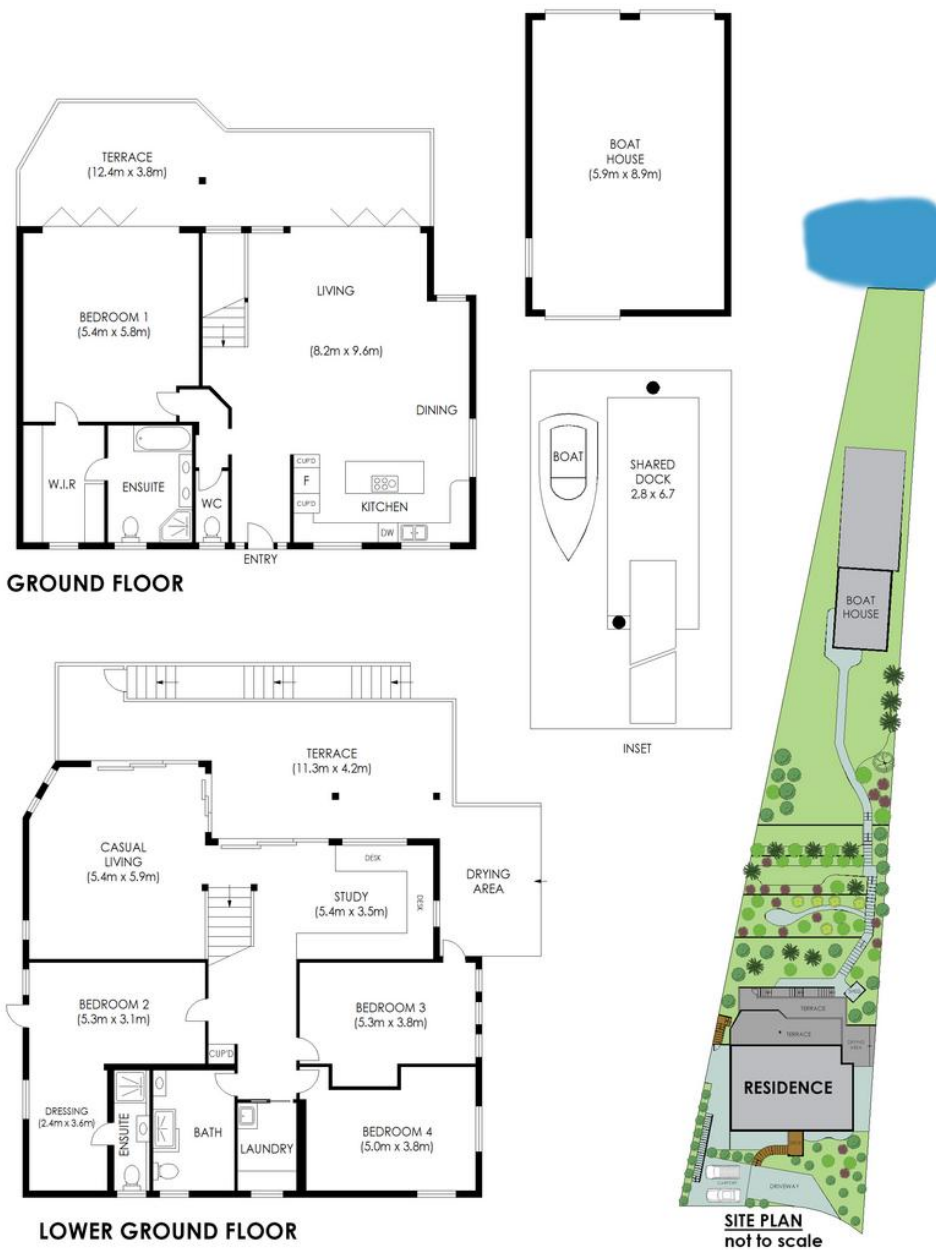 TERRACE
(12.4m x 3.8m)
BEDROOM 1
(5.4m x 5.8m)
LIVING
(8.2m x 9.6m)
DINING
W.I.R
ENSUITE
WC
CUP'D
F
CUP'D
KITCHEN
DW
ENTRY
GROUND FLOOR
BOAT
HOUSE
(5.9m x 8.9m)
BOAT
SHARED
DOCK
2.8 x 6.7
INSET
TERRACE
(11.3m x 4.2m)
CASUAL
LIVING
(5.4m x 5.9m)
DESK
STUDY
(5.4m x 3.5m)
DESK
DRYING
AREA
BEDROOM 2
(5.3m x 3.1m)
BEDROOM 3
(5.3m x 3.8m)
CUP'D
DRESSING
(2.4m x 3.6m)
ENSUITE
BATH
LAUNDRY
BEDROOM 4
(5.0m x 3.8m)
LOWER GROUND FLOOR
BOAT
HOUSE
TERRACE
TERRACE
DRYING
AREA
RESIDENCE
CARPORT
DRIVEWAY
SITE PLAN
not to scale